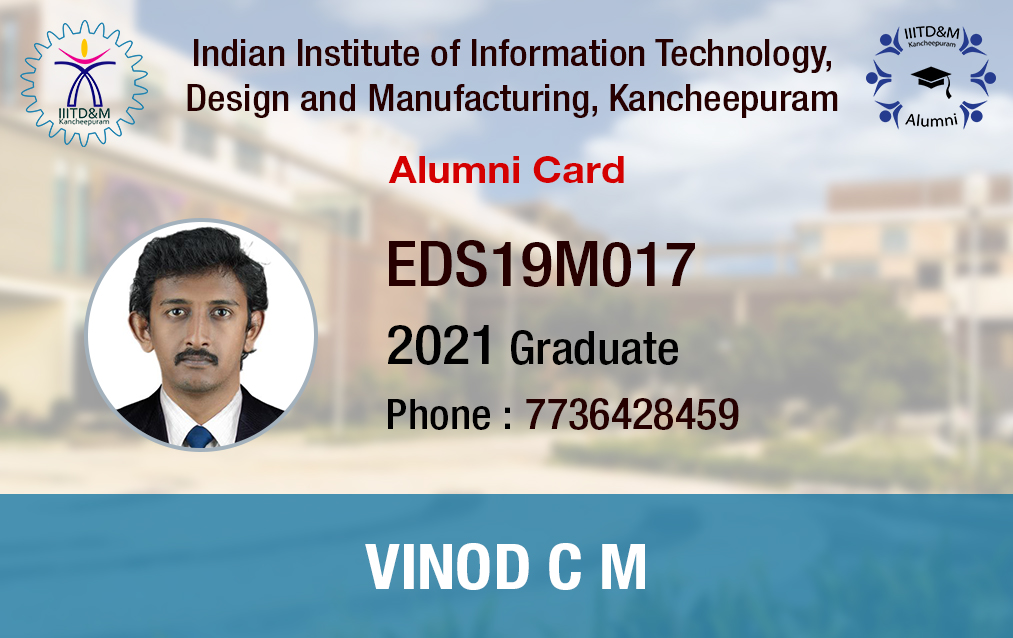 IIITD&M
Kancheepuram
Indian Institute of Information Technology,
Design and Manufacturing, Kancheepuram
IIITD&M
Kancheepuram
Alumni
Alumni Card
EDS19M017
2021 Graduate
Phone : 7736428459
VINOD C M